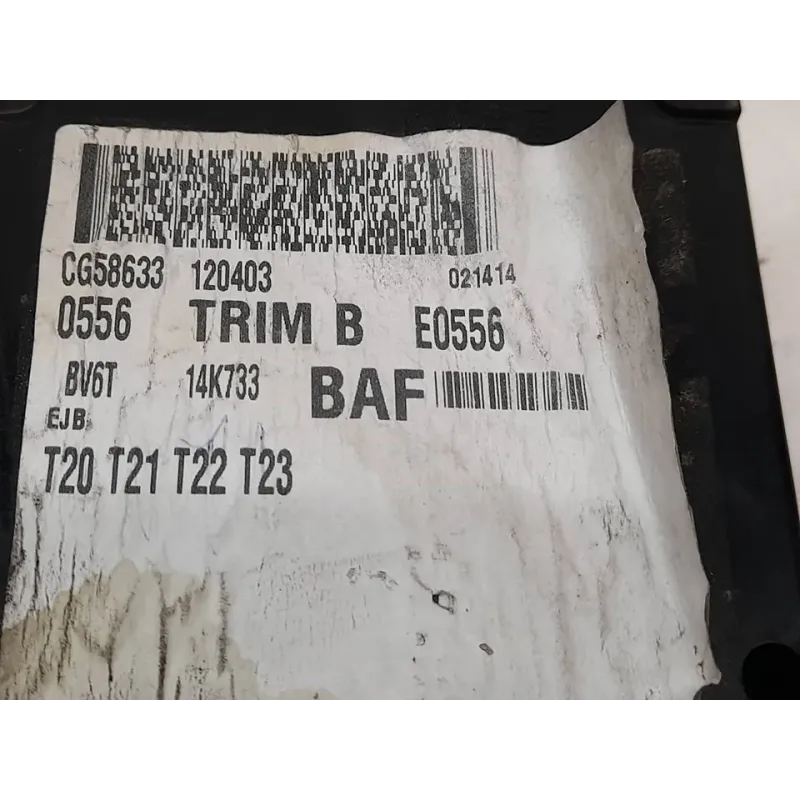 CG58633 120403 021414
0556 TRIM B E0556
BV6T 14K733 BAF
EJB
T20 T21 T22 T23